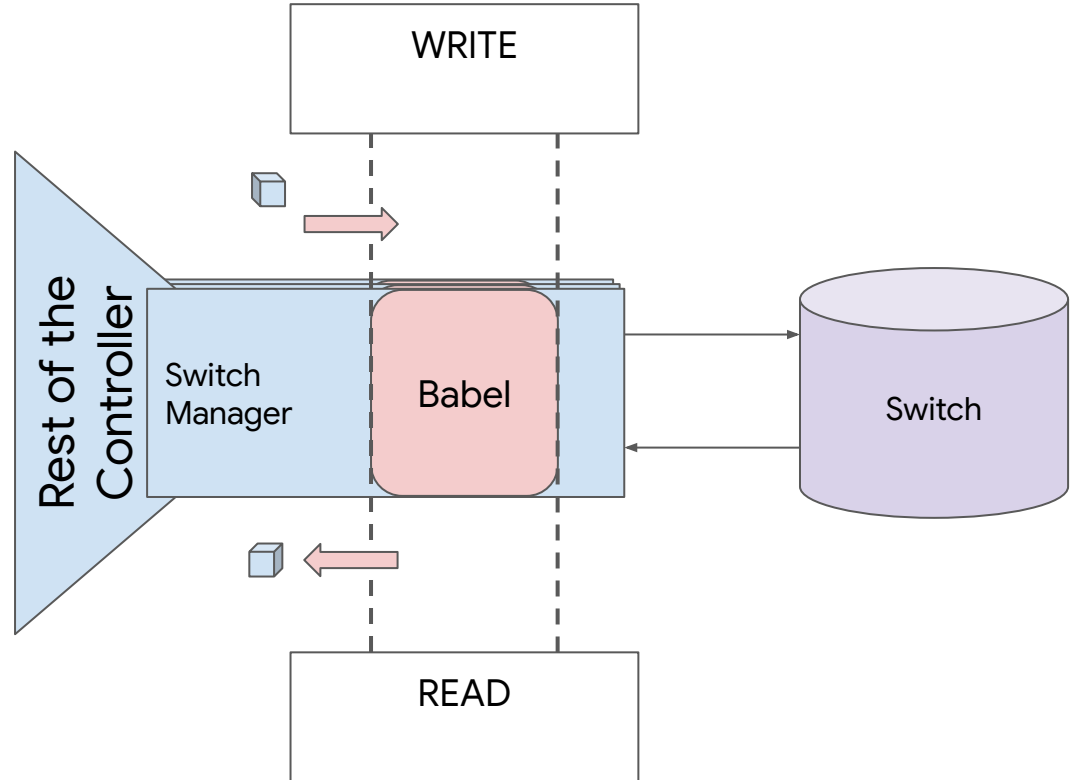 WRITE
Rest of the
Controller
Switch
Manager
Babel
Switch
READ